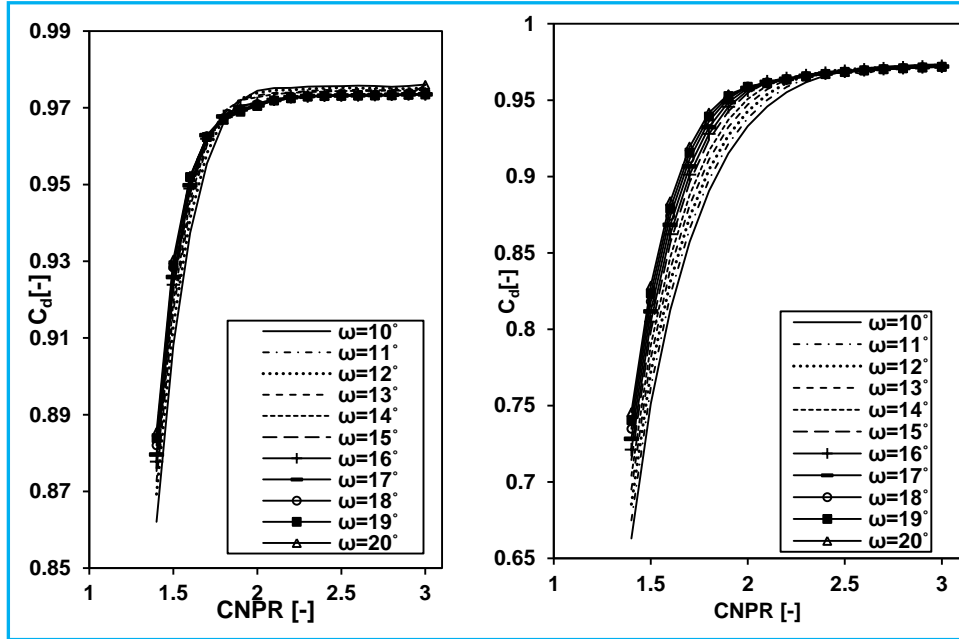 0.99
0.97
0.95
0.93
0.91
0.89
0.87
0.85
C_d[-]
1
1.5
2
2.5
3
CNPR [-]
ω=10°
ω=11°
ω=12°
ω=13°
ω=14°
ω=15°
ω=16°
ω=17°
ω=18°
ω=19°
ω=20°
1
0.95
0.9
0.85
0.8
0.75
0.7
0.65
C_d[-]
1
1.5
2
2.5
3
CNPR [-]
ω=10°
ω=11°
ω=12°
ω=13°
ω=14°
ω=15°
ω=16°
ω=17°
ω=18°
ω=19°
ω=20°